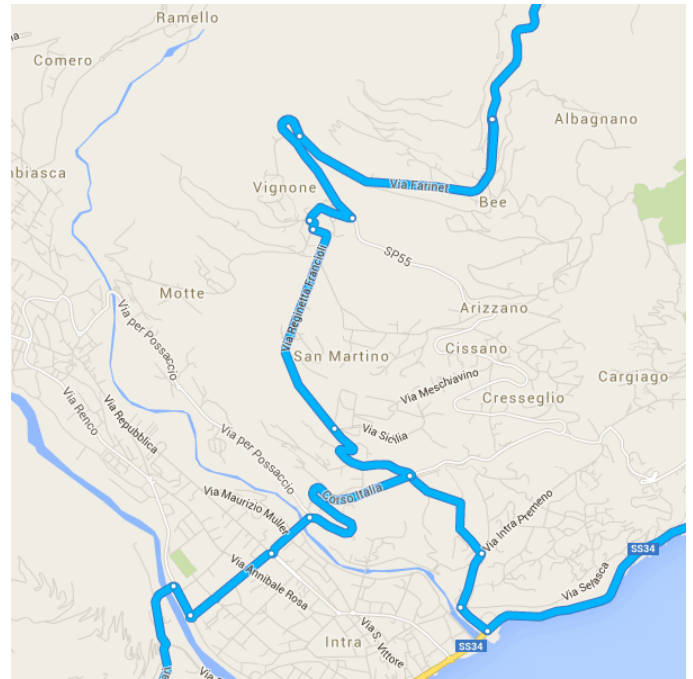 Ramello
Comero
Albagnano
biasca
Vignone
Via Farinet
Bee
SP55
Motte
Via Reginetta Francioli
Arizzano
San Martino
Cissano
Via per Possaccio
Via Meschiavino
Cargiago
Cresseglio
Via Renco
Via Repubblica
Via per Possaccio
Via Sicilia
Corso Italia
Via Maurizio Muller
Via Intra Premeno
SS34
Via Annibale Rosa
Via Selasca
Intra
Via S. Vittore
SS34